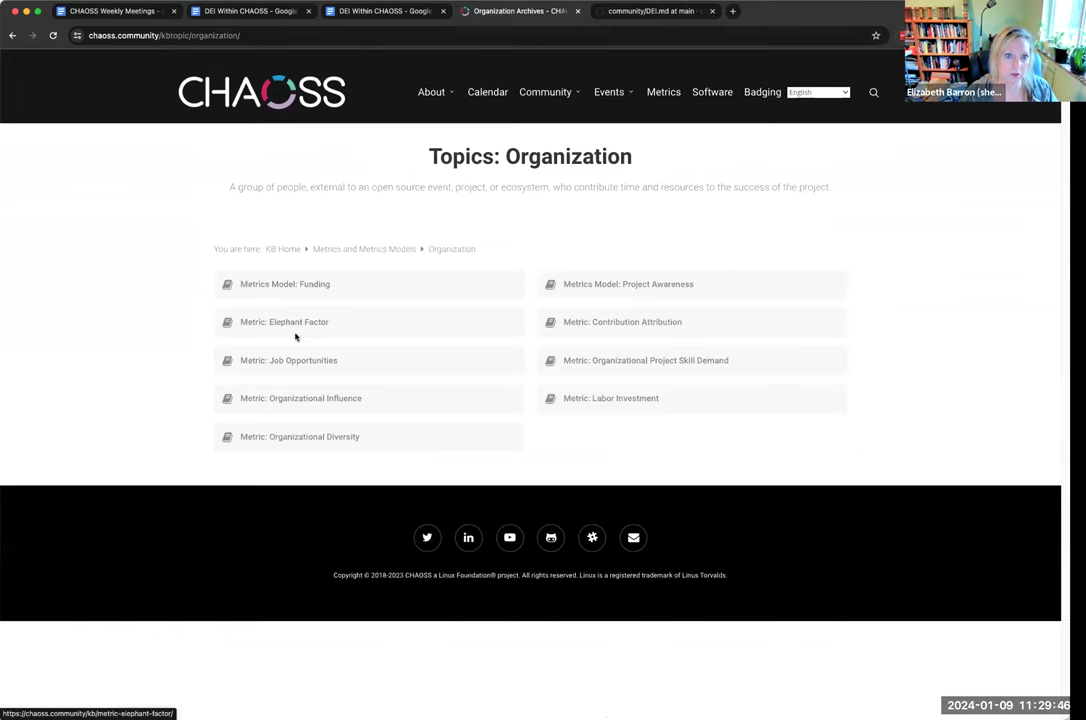 CHAOSS Weekly Meetings -
DEI Within CHAOSS - Google
DEI Within CHAOSS - Google
Organization Archives - CHA
community/DEI.md at main ·
chaoss.community/kbtopic/organization/
Elizabeth Barron (she...
CHAOSS
About
Calendar
Community
Events
Metrics
Software
Badging
English
Topics: Organization
A group of people, external to an open source event, project, or ecosystem, who contribute time and resources to the success of the project.
You are here: KB Home Metrics and Metrics Models Organization
Metrics Model: Funding
Metrics Model: Project Awareness
Metric: Elephant Factor
Metric: Contribution Attribution
Metric: Job Opportunities
Metric: Organizational Project Skill Demand
Metric: Organizational Influence
Metric: Labor Investment
Metric: Organizational Diversity
Copyright © 2018-2023 CHAOSS a Linux Foundation® project. All rights reserved. Linux is a registered trademark of Linus Torvalds.
2024-01-09 11:29:46
https://chaoss.community/kb/metric-elephant-factor/